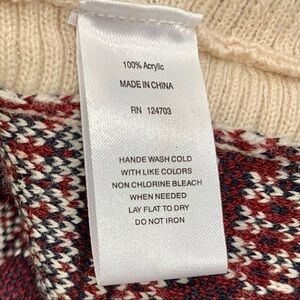 100% Acrylic
MADE IN CHINA
RN 124703
HANDE WASH COLD
WITH LIKE COLORS
NON CHLORINE BLEACH
WHEN NEEDED
LAY FLAT TO DRY
DO NOT IRON